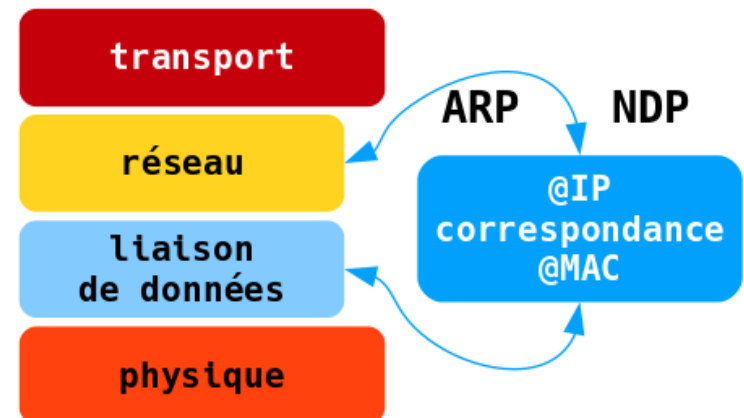 transport
réseau
liaison
de données
physique
ARP NDP
@IP
correspondance
@MAC